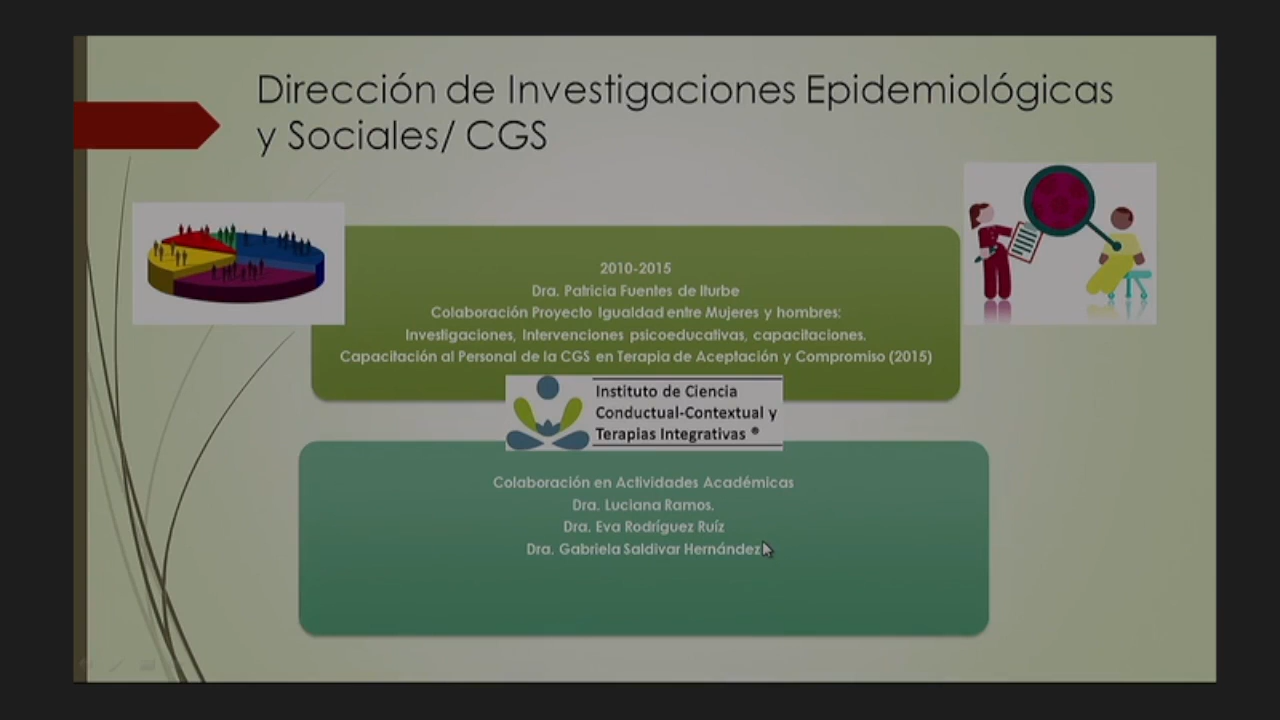 Dirección de Investigaciones Epidemiológicas
y Sociales/ CGS
2010-2015
Dra. Patricia Fuentes de Iturbe
Colaboración Proyecto Igualdad entre Mujeres y hombres:
Investigaciones, Intervenciones psicoeducativas, capacitaciones.
Capacitación al Personal de la CGS en Terapia de Aceptación y Compromiso (2015)
Instituto de Ciencia
Conductual-Contextual y
Terapias Integrativas ®
Colaboración en Actividades Académicas
Dra. Luciana Ramos.
Dra. Eva Rodríguez Ruíz
Dra. Gabriela Saldivar Hernández